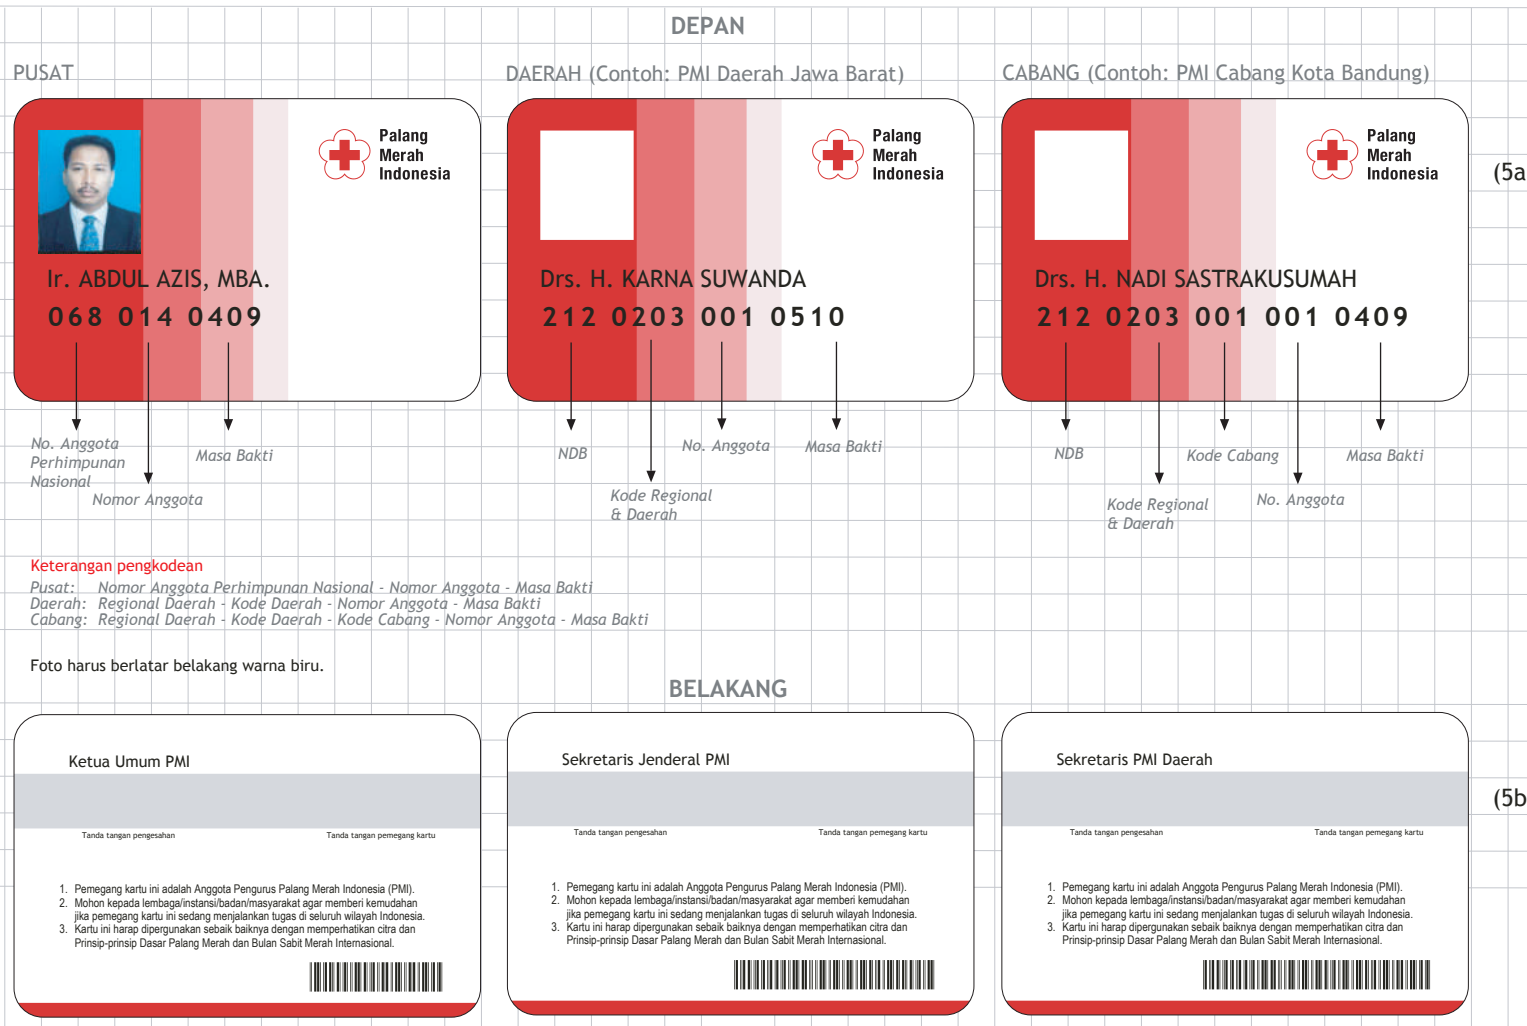 DEPAN
PUSAT
DAERAH (Contoh: PMI Daerah Jawa Barat)
CABANG (Contoh: PMI Cabang Kota Bandung)
Palang
Merah
Indonesia
Ir. ABDUL AZIS, MBA.
068 014 0409
No. Anggota
Perhimpunan
Nasional
Nomor Anggota
Masa Bakti
Palang
Merah
Indonesia
Drs. H. KARNA SUWANDA
212 0203 001 0510
NDB
Kode Regional
& Daerah
No. Anggota
Masa Bakti
Palang
Merah
Indonesia
Drs. H. NADI SASTRAKUSUMAH
212 0203 001 001 0409
NDB
Kode Regional
& Daerah
Kode Cabang
No. Anggota
Masa Bakti
(5a
Keterangan pengkodean
Pusat: Nomor Anggota Perhimpunan Nasional - Nomor Anggota - Masa Bakti
Daerah: Regional Daerah - Kode Daerah - Nomor Anggota - Masa Bakti
Cabang: Regional Daerah - Kode Daerah - Kode Cabang - Nomor Anggota - Masa Bakti
Foto harus berlatar belakang warna biru.
BELAKANG
Ketua Umum PMI
Tanda tangan pengesahan Tanda tangan pemegang kartu
1. Pemegang kartu ini adalah Anggota Pengurus Palang Merah Indonesia (PMI).
2. Mohon kepada lembaga/instansi/badan/masyarakat agar memberi kemudahan
jika pemegang kartu ini sedang menjalankan tugas di seluruh wilayah Indonesia.
3. Kartu ini harap dipergunakan sebaik baiknya dengan memperhatikan citra dan
Prinsip-prinsip Dasar Palang Merah dan Bulan Sabit Merah Internasional.
Sekretaris Jenderal PMI
Tanda tangan pengesahan Tanda tangan pemegang kartu
1. Pemegang kartu ini adalah Anggota Pengurus Palang Merah Indonesia (PMI).
2. Mohon kepada lembaga/instansi/badan/masyarakat agar memberi kemudahan
jika pemegang kartu ini sedang menjalankan tugas di seluruh wilayah Indonesia.
3. Kartu ini harap dipergunakan sebaik baiknya dengan memperhatikan citra dan
Prinsip-prinsip Dasar Palang Merah dan Bulan Sabit Merah Internasional.
Sekretaris PMI Daerah
Tanda tangan pengesahan Tanda tangan pemegang kartu
1. Pemegang kartu ini adalah Anggota Pengurus Palang Merah Indonesia (PMI).
2. Mohon kepada lembaga/instansi/badan/masyarakat agar memberi kemudahan
jika pemegang kartu ini sedang menjalankan tugas di seluruh wilayah Indonesia.
3. Kartu ini harap dipergunakan sebaik baiknya dengan memperhatikan citra dan
Prinsip-prinsip Dasar Palang Merah dan Bulan Sabit Merah Internasional.
(5b